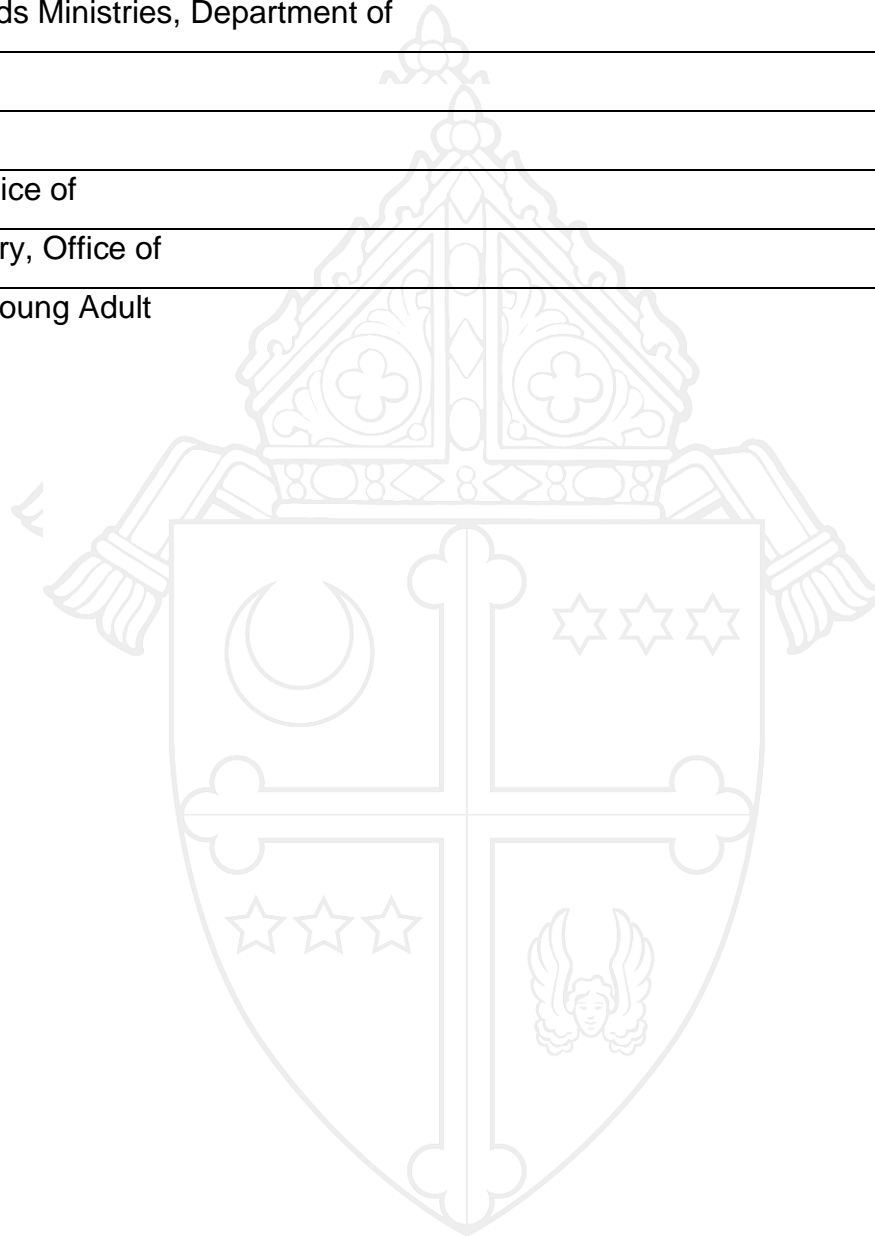 ds Ministries, Department of
ice of
ry, Office of
oung Adult